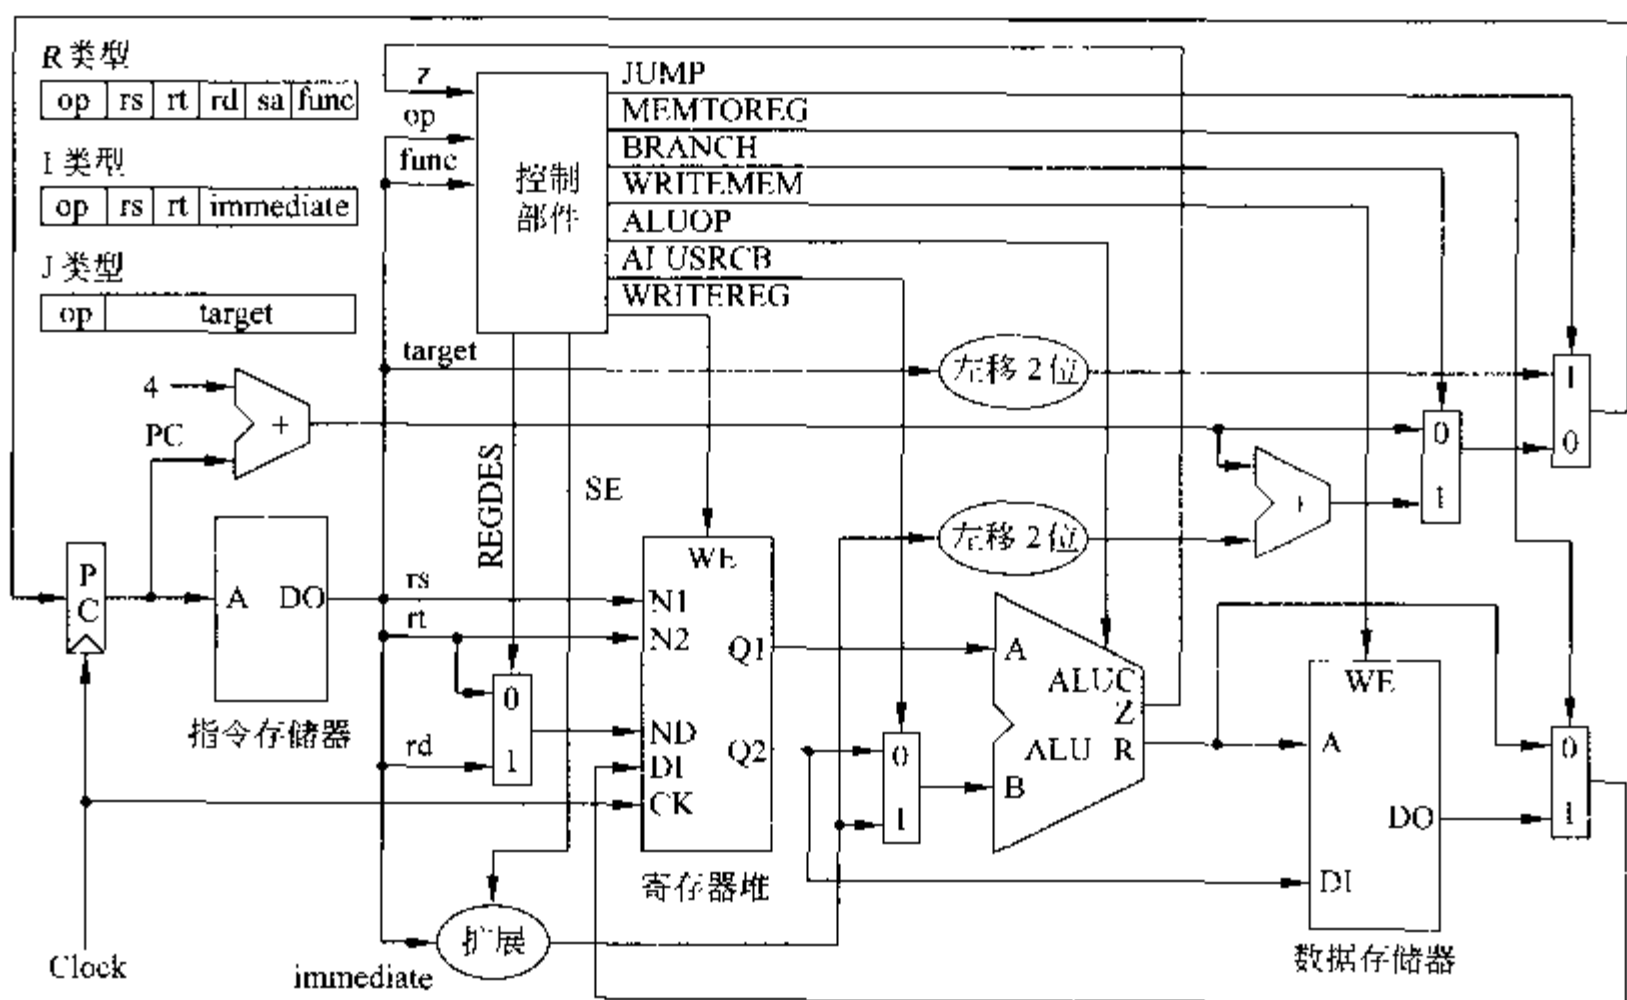 R 类型
op rs rt rd sa func
I 类型
op rs rt immediate
J 类型
op target
z
op
func
控制
部件
JUMP
MEMTOREG
BRANCH
WRITEMEM
ALUOP
ALUSRCB
WRITEREG
target
左移 2 位
1
0
4
PC
+
0
1
+
REGDES
SE
左移 2 位
PC
A DO
指令存储器
rs
rt
rd
0
1
WE
N1
N2
ND
DI
CK
Q1
Q2
寄存器堆
0
1
A
B
ALUC
Z
ALU R
WE
A
DO
DI
数据存储器
0
1
扩展
immediate
Clock